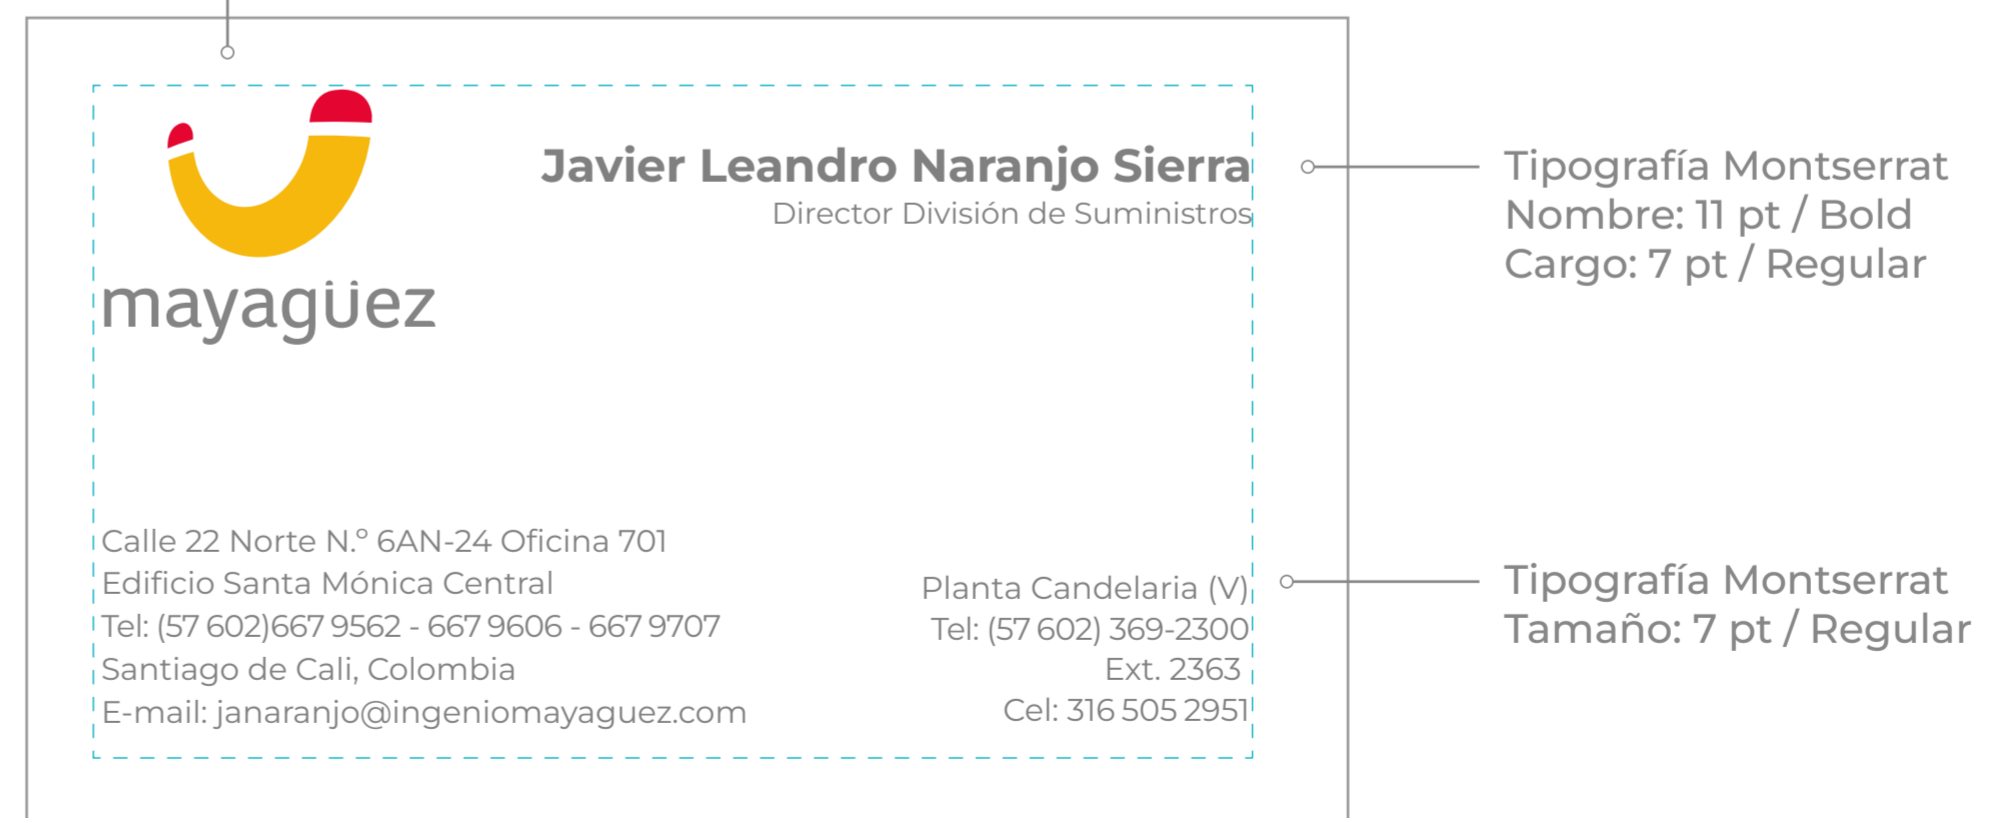 mayagüez
Javier Leandro Naranjo Sierra
Director División de Suministros
Calle 22 Norte N.º 6AN-24 Oficina 701
Edificio Santa Mónica Central
Tel: (57 602)667 9562 - 667 9606 - 667 9707
Santiago de Cali, Colombia
E-mail: janaranjo@ingeniomayaguez.com
Planta Candelaria (V)
Tel: (57 602) 369-2300
Ext. 2363
Cel: 316 505 2951
Tipografía Montserrat
Nombre: 11 pt / Bold
Cargo: 7 pt / Regular
Tipografía Montserrat
Tamaño: 7 pt / Regular